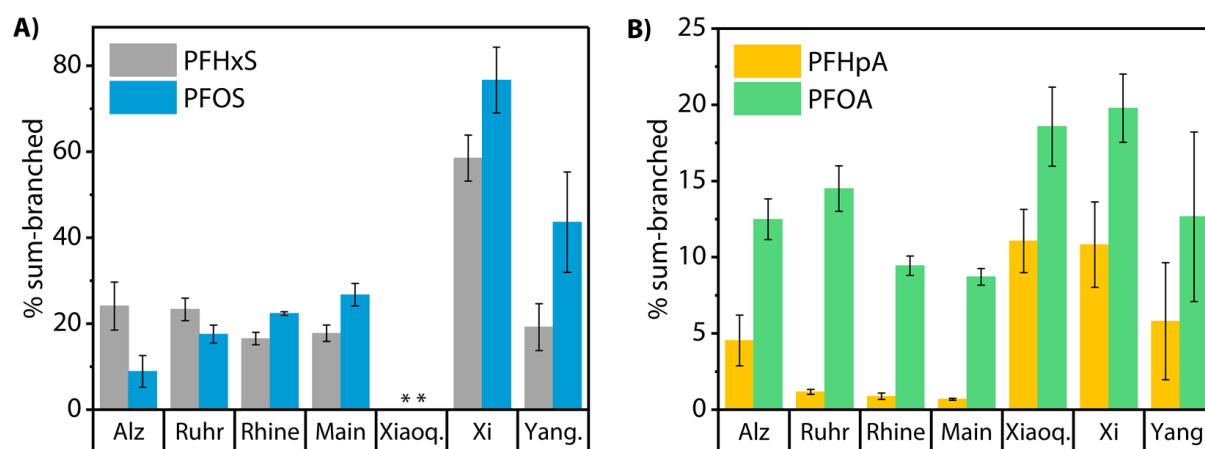 A)
PFHxS
PFOS
% sum-branched
80
60
40
20
0
* *
Alz Ruhr Rhine Main Xiaoq. Xi Yang.
B)
PFHpA
PFOA
% sum-branched
25
20
15
10
5
0
Alz Ruhr Rhine Main Xiaoq. Xi Yang.